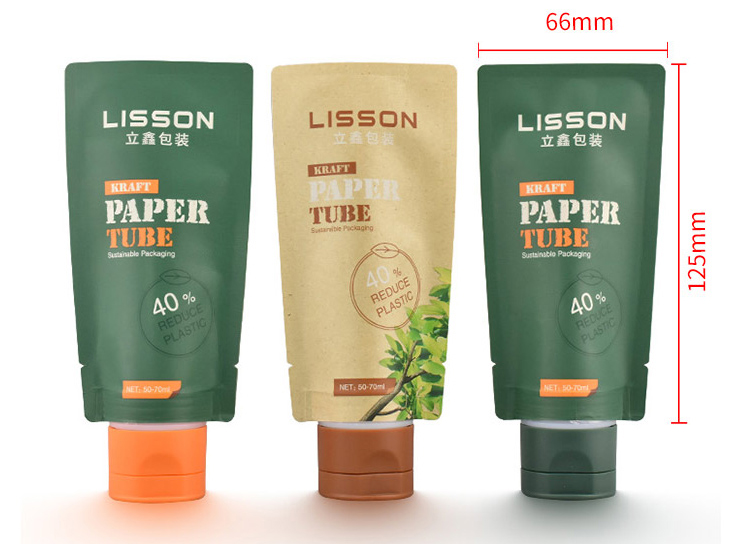 66mm
125mm
LISSON
立鑫包装
KRAFT
PAPER
TUBE
Sustainable Packaging
40%
REDUCE
PLASTIC
NET: 50-70ml
LISSON
立鑫包装
KRAFT
PAPER
TUBE
Sustainable Packaging
40%
REDUCE
PLASTIC
NET: 50-70ml
LISSON
立鑫包装
KRAFT
PAPER
TUBE
Sustainable Packaging
40%
REDUCE
PLASTIC
NET: 50-70ml